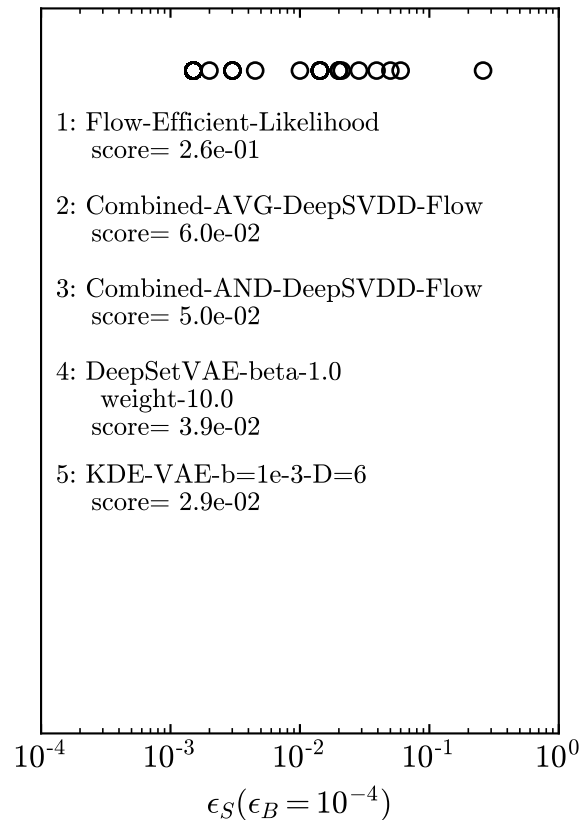 1: Flow-Efficient-Likelihood
score= 2.6e-01
2: Combined-AVG-DeepSVDD-Flow
score= 6.0e-02
3: Combined-AND-DeepSVDD-Flow
score= 5.0e-02
4: DeepSetVAE-beta-1.0
weight-10.0
score= 3.9e-02
5: KDE-VAE-b=1e-3-D=6
score= 2.9e-02
10⁻⁴ 10⁻³ 10⁻² 10⁻¹ 10⁰
ϵ_S(ϵ_B = 10⁻⁴)